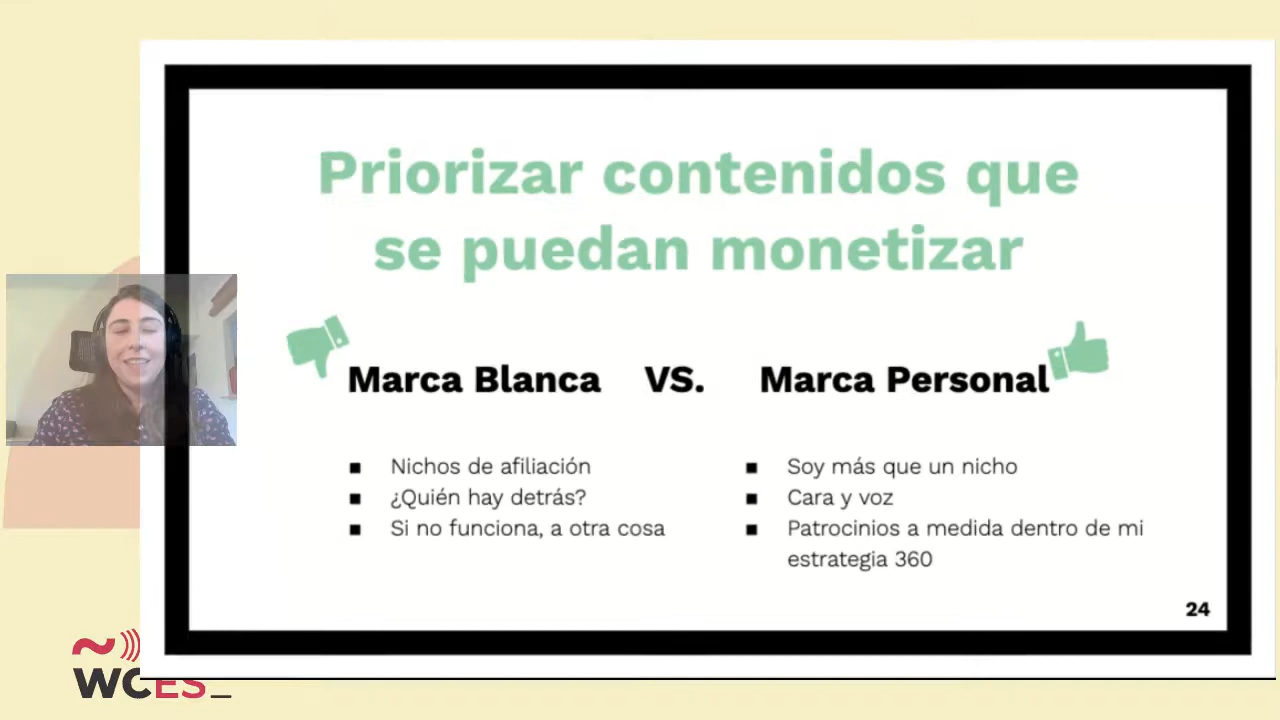 Priorizar contenidos que
se puedan monetizar
Marca Blanca VS. Marca Personal
■ Nichos de afiliación
■ ¿Quién hay detrás?
■ Si no funciona, a otra cosa
■ Soy más que un nicho
■ Cara y voz
■ Patrocinios a medida dentro de mi
estrategia 360
24
WCES_